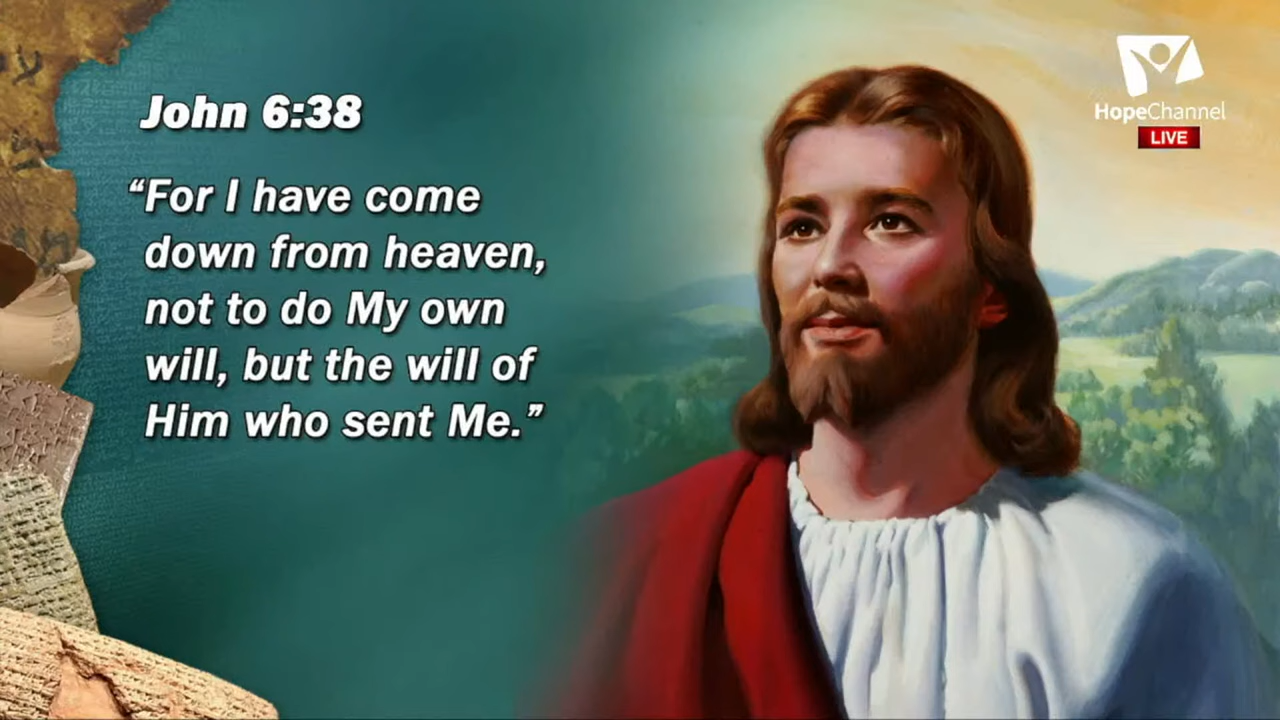 John 6:38
“For I have come
down from heaven,
not to do My own
will, but the will of
Him who sent Me.”
HopeChannel
LIVE